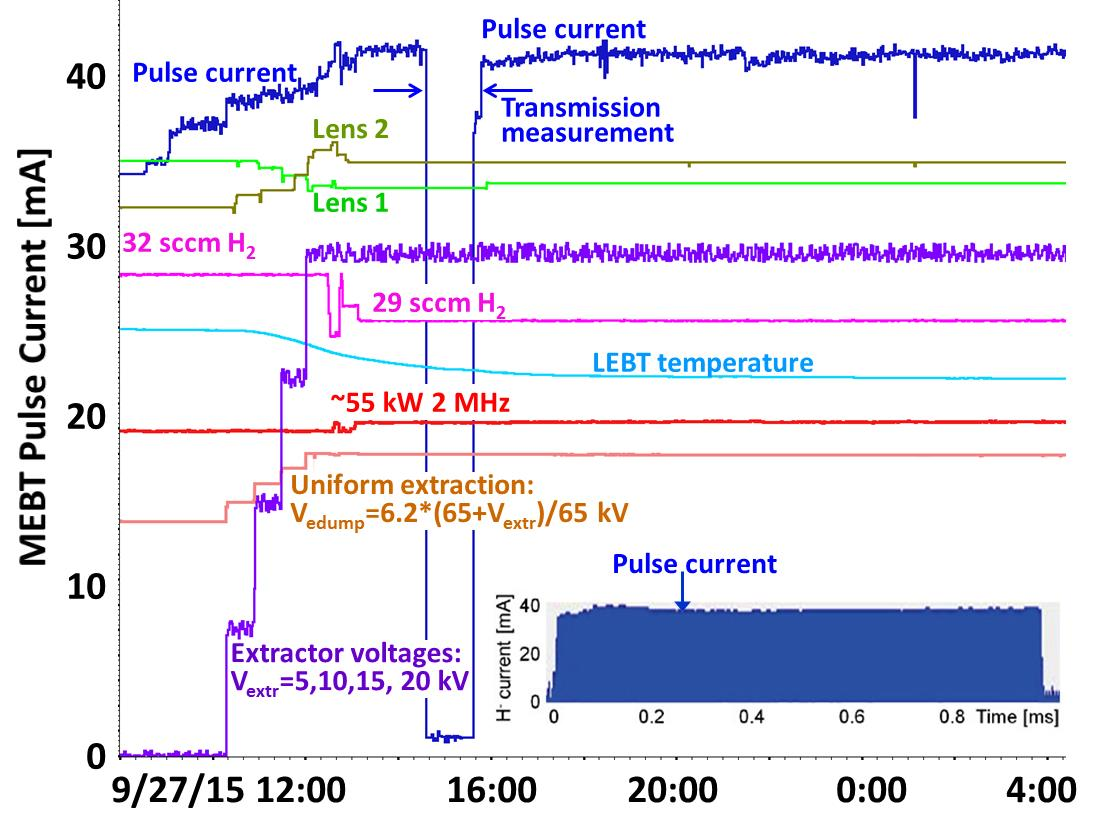 Pulse current
40
Pulse current
Transmission
measurement
Lens 2
Lens 1
32 sccm H₂
30
29 sccm H₂
LEBT temperature
~55 kW 2 MHz
20
Uniform extraction:
Vedump=6.2*(65+Vextr)/65 kV
MEBT Pulse Current [mA]
10
Pulse current
Extractor voltages:
Vextr=5,10,15, 20 kV
H⁻ current [mA]
40
20
0
0 0.2 0.4 0.6 0.8 Time [ms]
0
9/27/15 12:00 16:00 20:00 0:00 4:00